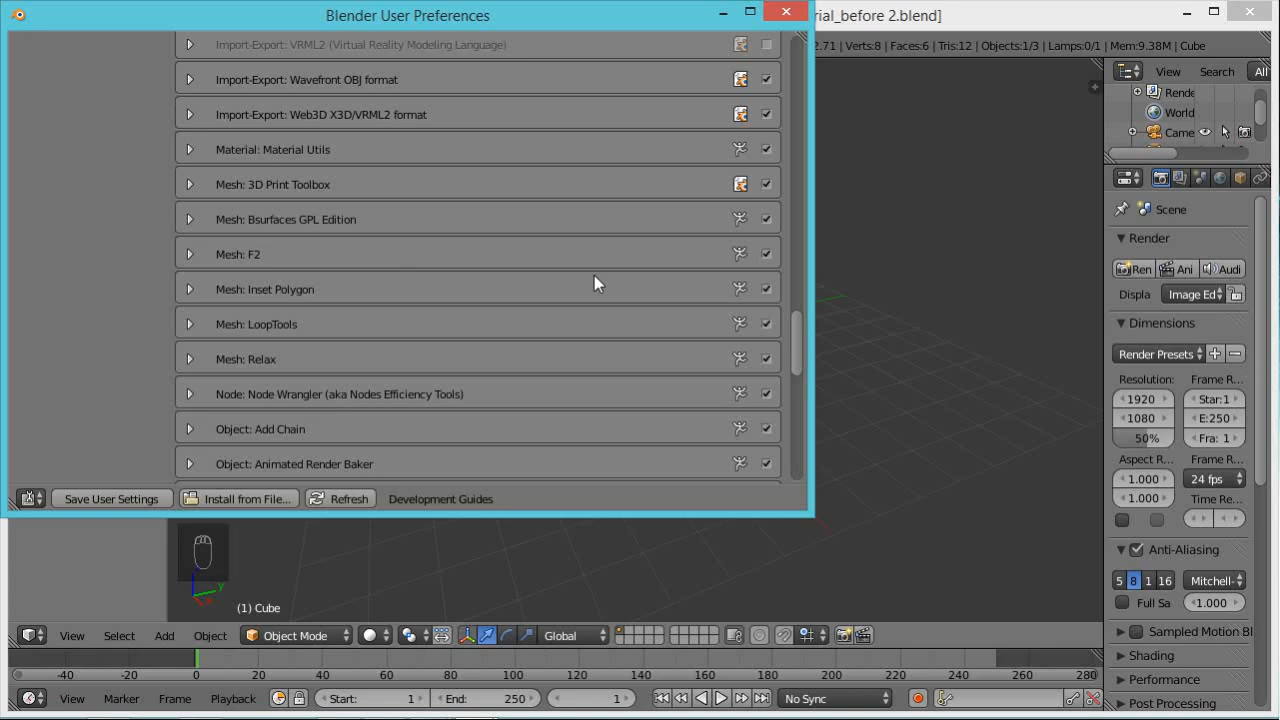 Blender User Preferences
rial_before 2.blend]
Import-Export: VRML2 (Virtual Reality Modeling Language)
2.71 | Verts:8 | Faces:6 | Tris:12 | Objects:1/3 | Lamps:0/1 | Mem:9.38M | Cube
Import-Export: Wavefront OBJ format
Import-Export: Web3D X3D/VRML2 format
Material: Material Utils
Mesh: 3D Print Toolbox
Mesh: Bsurfaces GPL Edition
Mesh: F2
Mesh: Inset Polygon
Mesh: LoopTools
Mesh: Relax
Node: Node Wrangler (aka Nodes Efficiency Tools)
Object: Add Chain
Object: Animated Render Baker
Save User Settings
Install from File...
Refresh
Development Guides
View Search All
Rende
World
Came
Scene
Render
Ren Ani Audi
Displa Image Ed
Dimensions
Render Presets
Resolution: Frame R...
1920 Star:1
1080 E:250
50% Fra: 1
Aspect R... Frame R...
1.000 24 fps
1.000 Time Re...
Anti-Aliasing
5 8 1 16 Mitchell-
Full Sa 1.000
Sampled Motion Bl
Shading
Performance
Post Processing
y
x
(1) Cube
View Select Add Object Object Mode Global
-40 -20 0 20 40 60 80 100 120 140 160 180 200 220 240 260 280
View Marker Frame Playback Start: 1 End: 250 1 No Sync